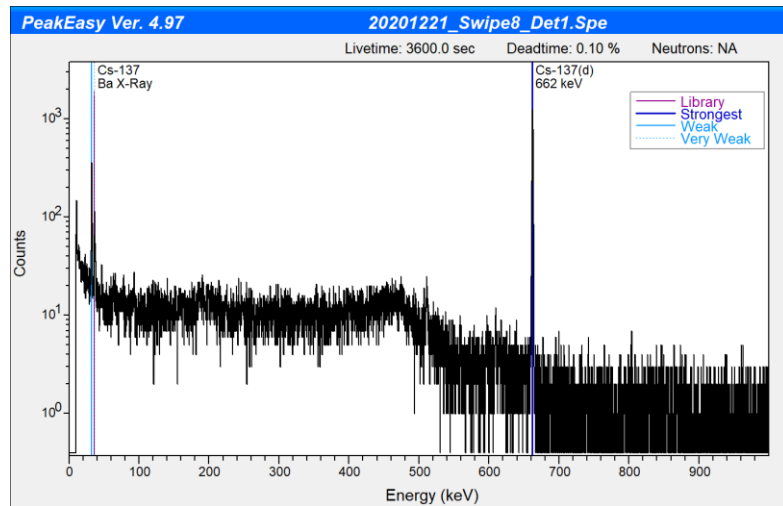 PeakEasy Ver. 4.97 20201221_Swipe8_Det1.Spe
Livetime: 3600.0 sec Deadtime: 0.10 % Neutrons: NA
Cs-137
Ba X-Ray
Cs-137(d)
662 keV
Library
Strongest
Weak
Very Weak
Counts
10³
10²
10¹
10⁰
0 100 200 300 400 500 600 700 800 900
Energy (keV)